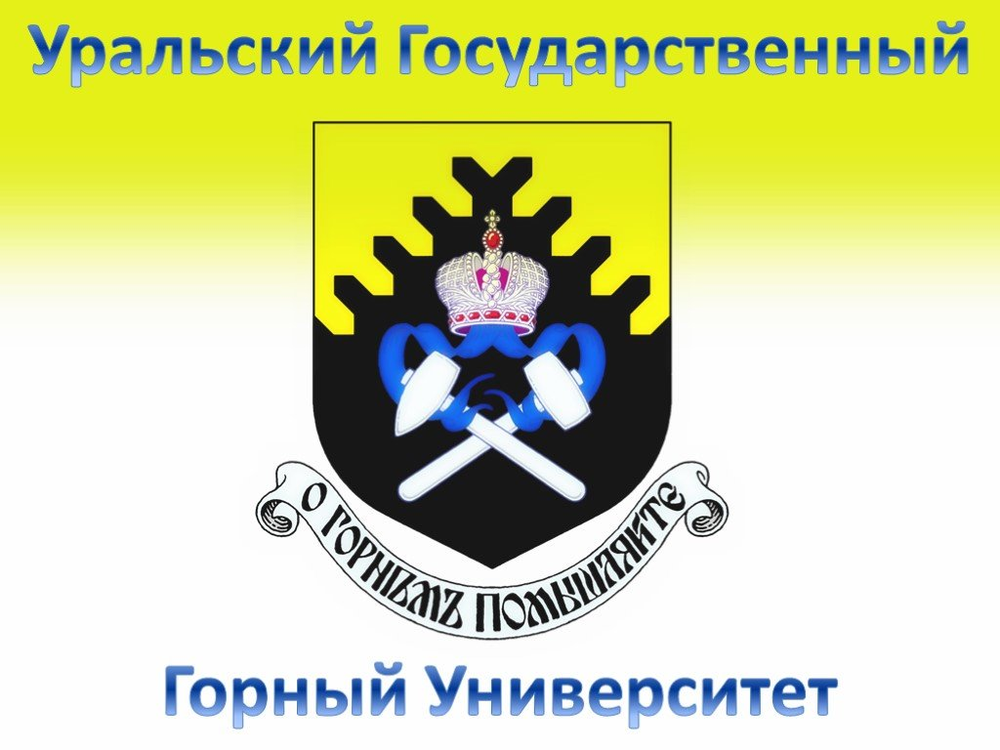 Уральский Государственный
О ГОРНѢМЪ ПОМЫШЛЯЙТЕ
Горный Университет